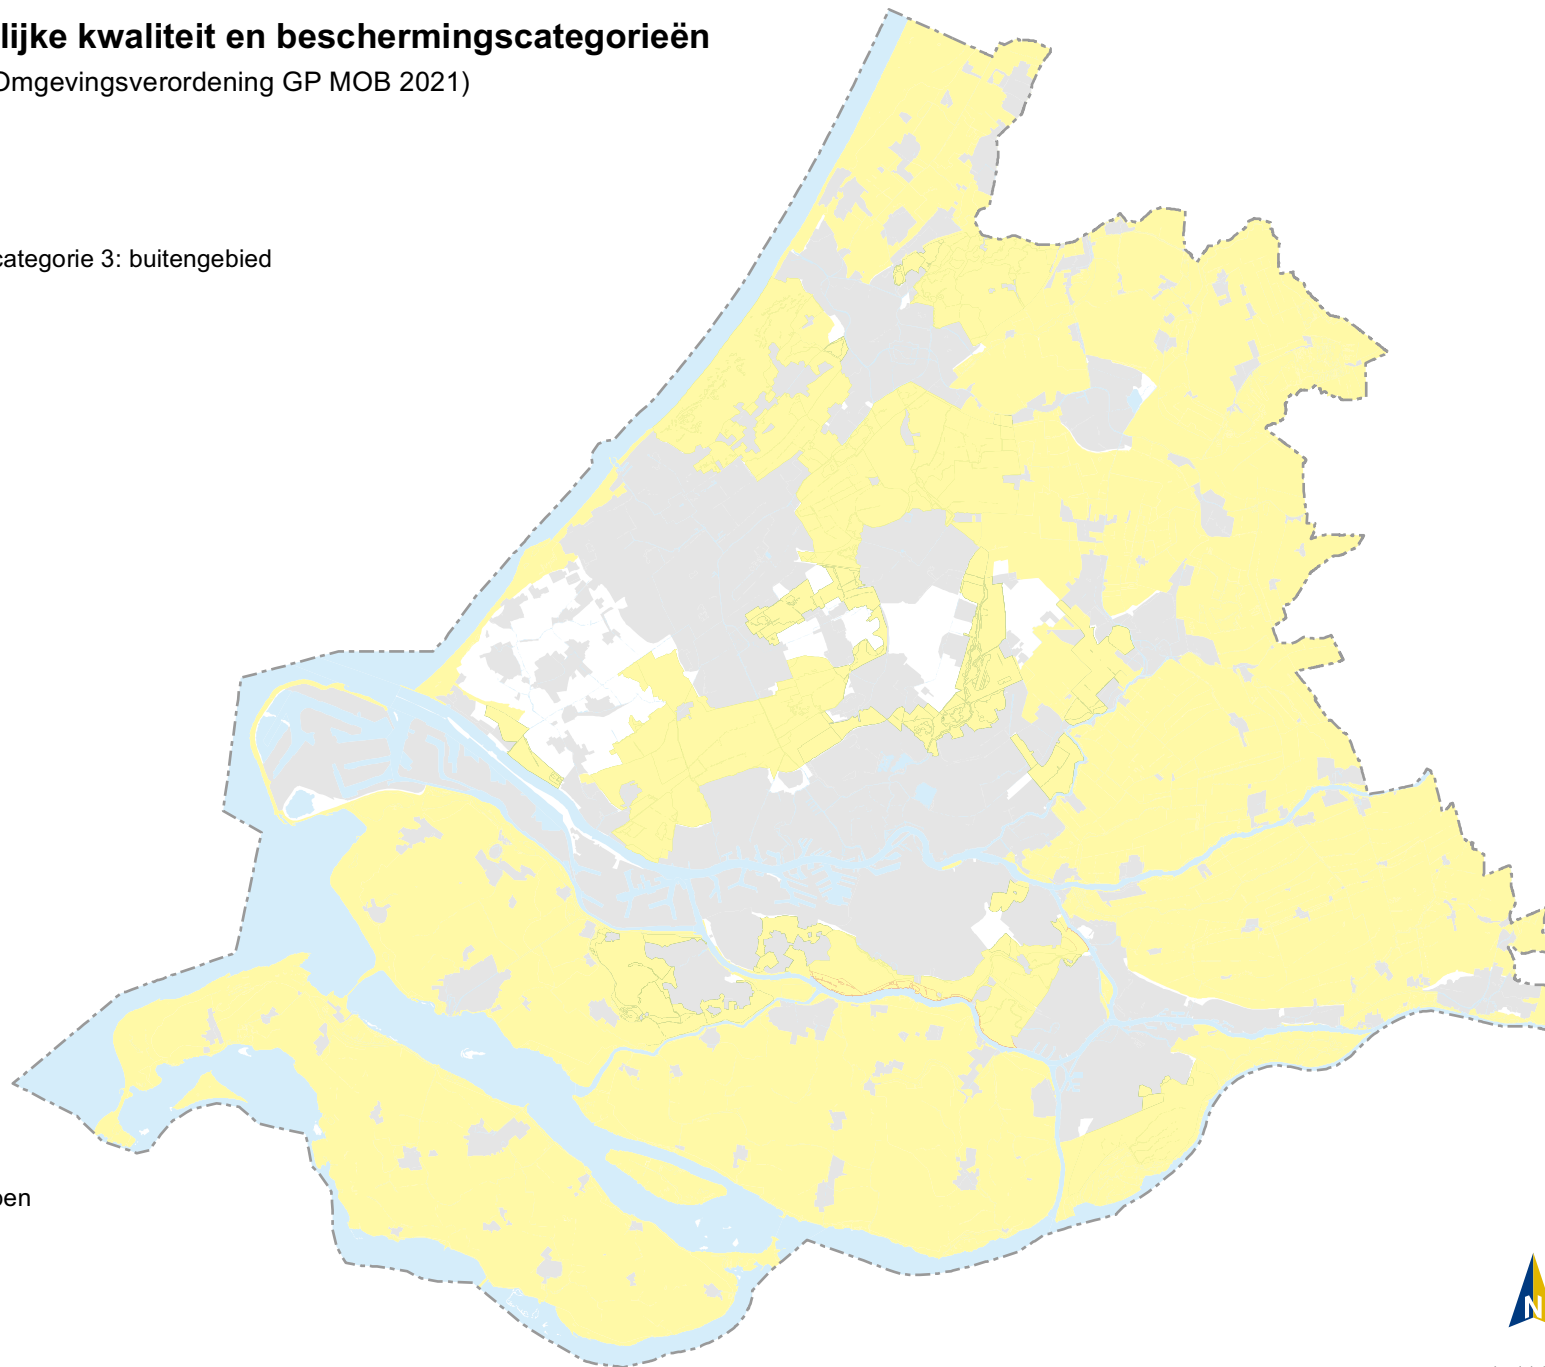 lijke kwaliteit en beschermingscategorieën
Omgevingsverordening GP MOB 2021)
categorie 3: buitengebied
pen
N